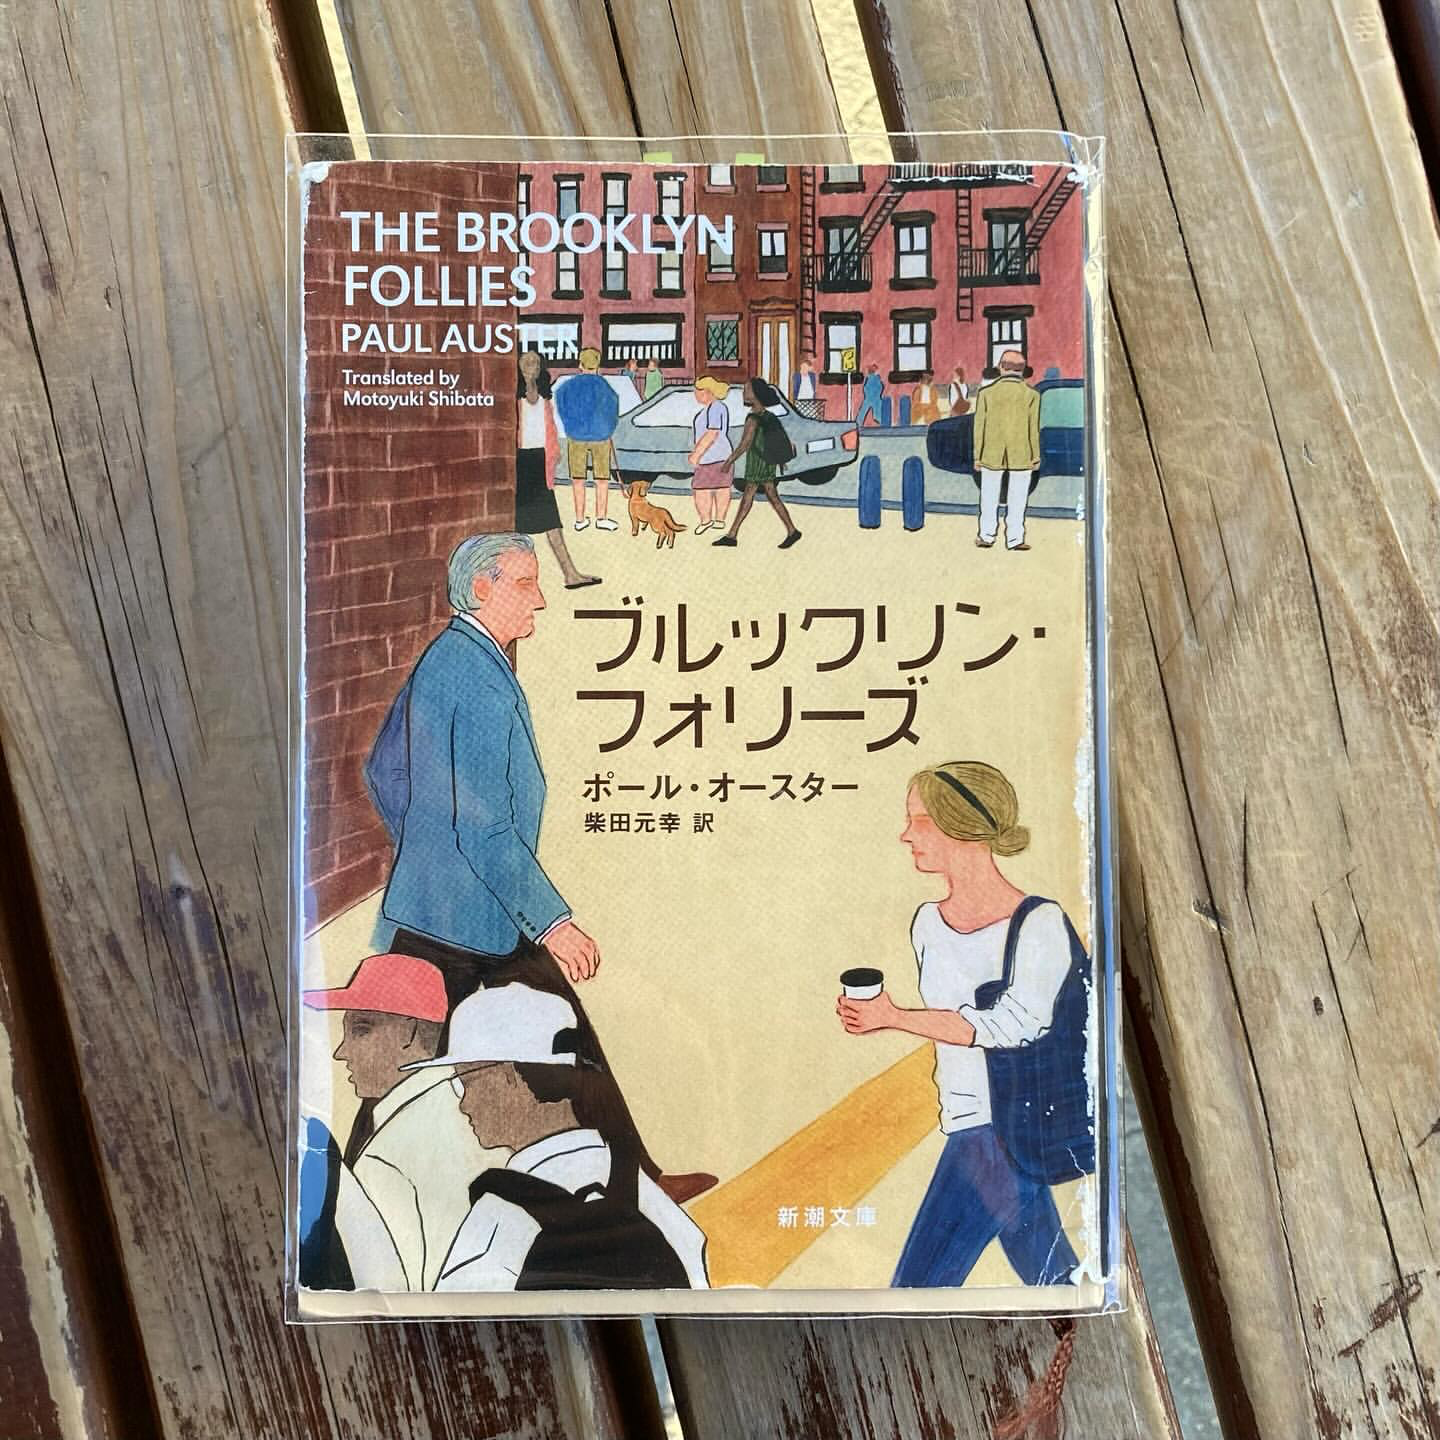 THE BROOKLYN
FOLLIES
PAUL AUSTER
Translated by
Motoyuki Shibata
ブルックリン・
フォリーズ
ポール・オースター
柴田元幸 訳
新潮文庫